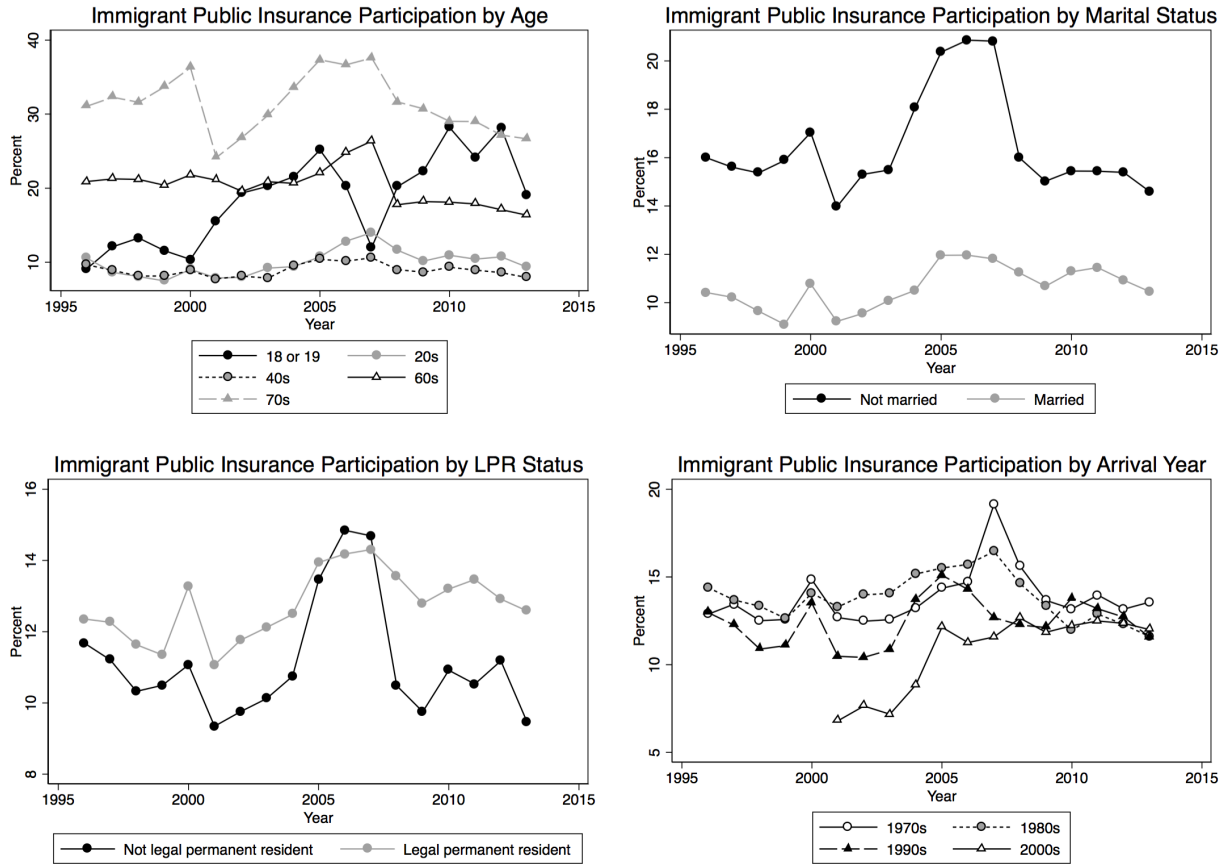 Immigrant Public Insurance Participation by Age
Percent
40
30
20
10
1995
2000
2005
2010
2015
Year
18 or 19
20s
40s
60s
70s
Immigrant Public Insurance Participation by Marital Status
Percent
20
18
16
14
12
10
1995
2000
2005
2010
2015
Year
Not married
Married
Immigrant Public Insurance Participation by LPR Status
Percent
16
14
12
10
8
1995
2000
2005
2010
2015
Year
Not legal permanent resident
Legal permanent resident
Immigrant Public Insurance Participation by Arrival Year
Percent
20
15
10
5
1995
2000
2005
2010
2015
Year
1970s
1980s
1990s
2000s